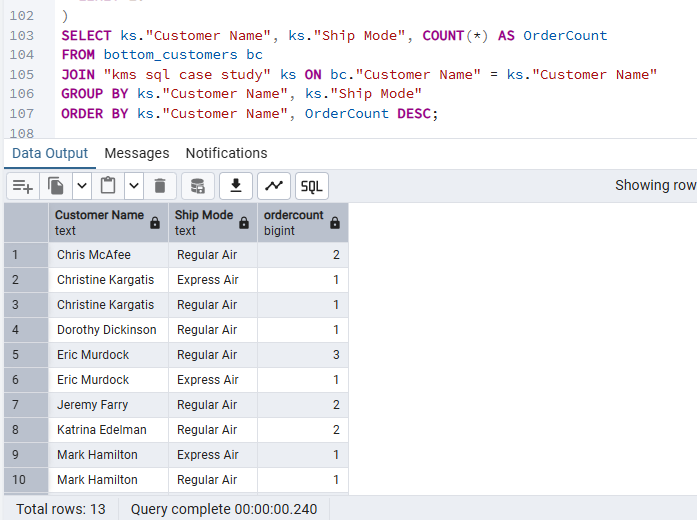 102 )
103 SELECT ks."Customer Name", ks."Ship Mode", COUNT(*) AS OrderCount
104 FROM bottom_customers bc
105 JOIN "kms sql case study" ks ON bc."Customer Name" = ks."Customer Name"
106 GROUP BY ks."Customer Name", ks."Ship Mode"
107 ORDER BY ks."Customer Name", OrderCount DESC;
108
Data Output Messages Notifications
SQL Showing row
Customer Name Ship Mode ordercount
text text bigint
1 Chris McAfee Regular Air 2
2 Christine Kargatis Express Air 1
3 Christine Kargatis Regular Air 1
4 Dorothy Dickinson Regular Air 1
5 Eric Murdock Regular Air 3
6 Eric Murdock Express Air 1
7 Jeremy Farry Regular Air 2
8 Katrina Edelman Regular Air 2
9 Mark Hamilton Express Air 1
10 Mark Hamilton Regular Air 1
Total rows: 13 Query complete 00:00:00.240